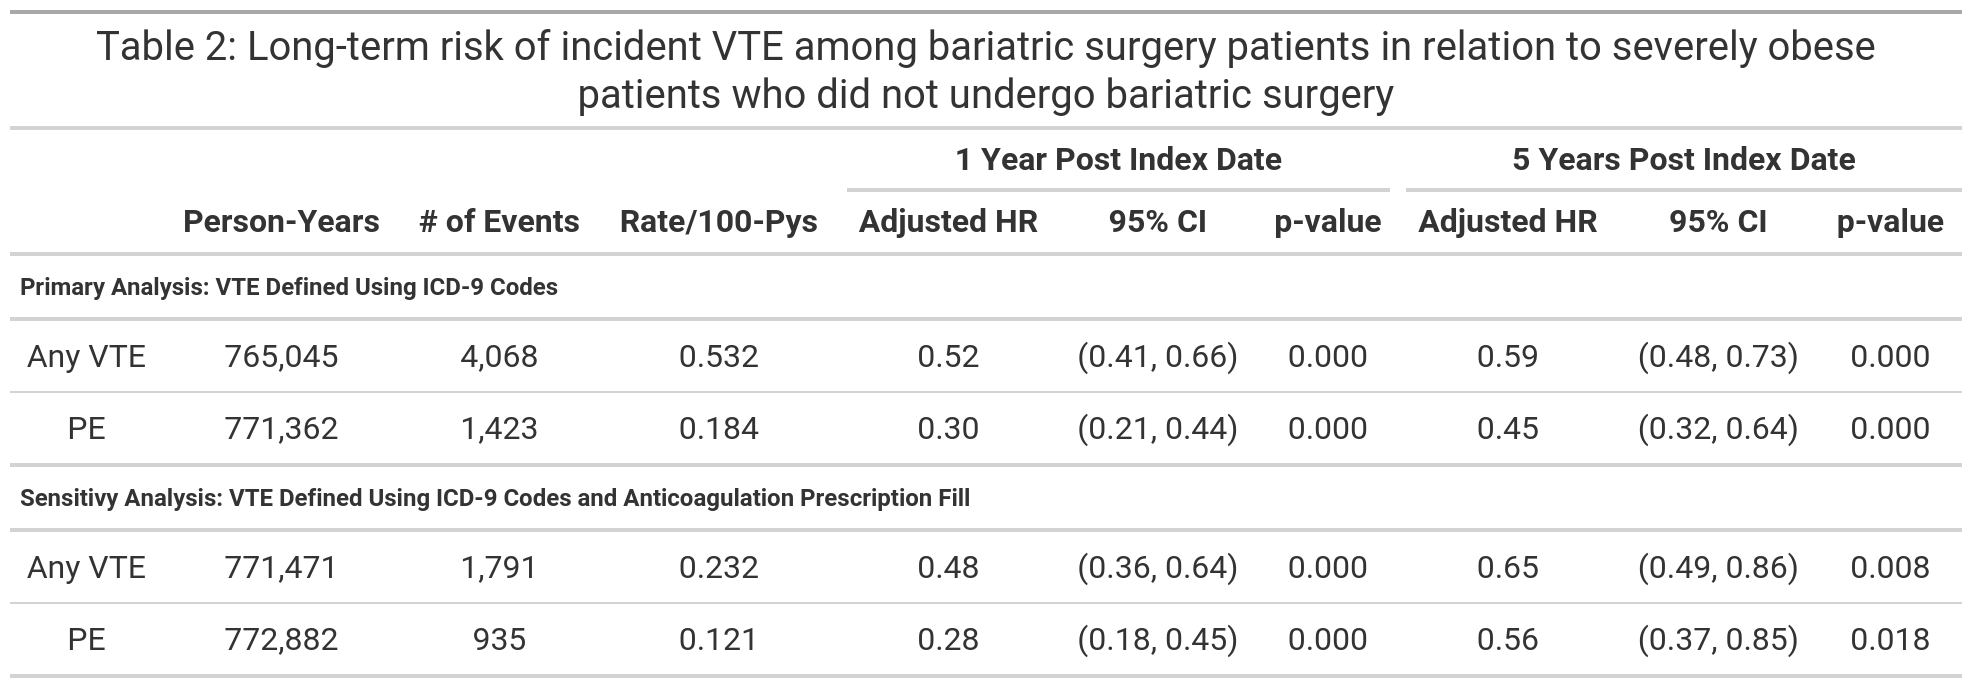 Table 2: Long-term risk of incident VTE among bariatric surgery patients in relation to severely obese
patients who did not undergo bariatric surgery
1 Year Post Index Date 5 Years Post Index Date
Person-Years # of Events Rate/100-Pys Adjusted HR 95% CI p-value Adjusted HR 95% CI p-value
Primary Analysis: VTE Defined Using ICD-9 Codes
Any VTE 765,045 4,068 0.532 0.52 (0.41, 0.66) 0.000 0.59 (0.48, 0.73) 0.000
PE 771,362 1,423 0.184 0.30 (0.21, 0.44) 0.000 0.45 (0.32, 0.64) 0.000
Sensitivy Analysis: VTE Defined Using ICD-9 Codes and Anticoagulation Prescription Fill
Any VTE 771,471 1,791 0.232 0.48 (0.36, 0.64) 0.000 0.65 (0.49, 0.86) 0.008
PE 772,882 935 0.121 0.28 (0.18, 0.45) 0.000 0.56 (0.37, 0.85) 0.018